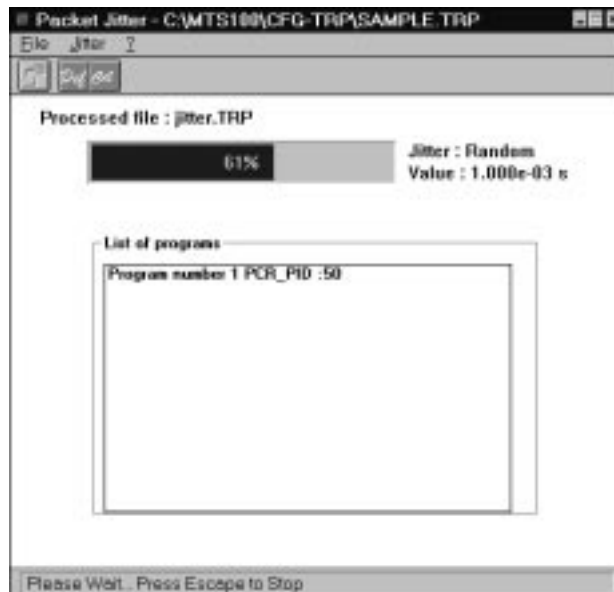 Packet Jitter - C:\MTS100\CFG-TRP\SAMPLE.TRP
File Jitter ?
Processed file : jitter.TRP
61%
Jitter : Random
Value : 1.000e-03 s
List of programs
Program number 1 PCR_PID :50
Please Wait.. Press Escape to Stop